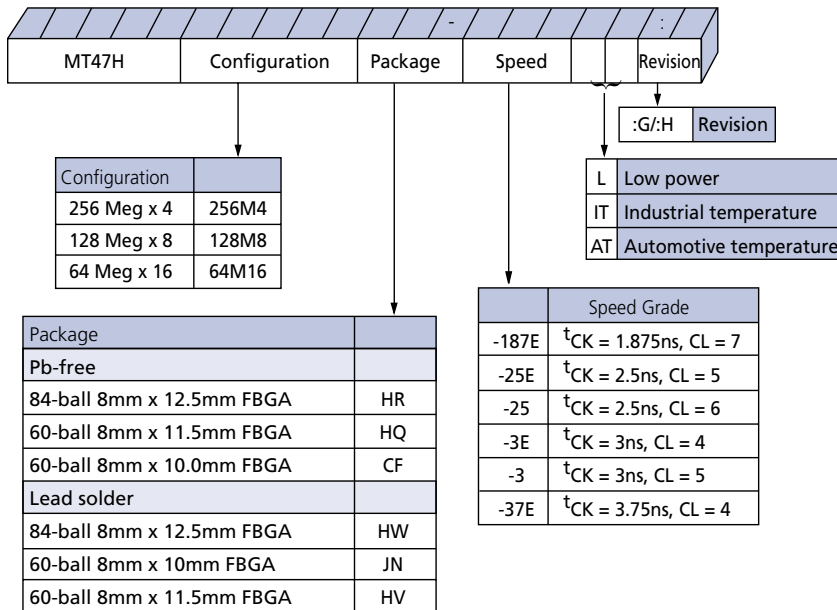 - :
MT47H Configuration Package Speed Revision
:G/:H Revision
Configuration
256 Meg x 4 256M4
128 Meg x 8 128M8
64 Meg x 16 64M16
L Low power
IT Industrial temperature
AT Automotive temperature
Package
Pb-free
84-ball 8mm x 12.5mm FBGA HR
60-ball 8mm x 11.5mm FBGA HQ
60-ball 8mm x 10.0mm FBGA CF
Lead solder
84-ball 8mm x 12.5mm FBGA HW
60-ball 8mm x 10mm FBGA JN
60-ball 8mm x 11.5mm FBGA HV
Speed Grade
-187E tCK = 1.875ns, CL = 7
-25E tCK = 2.5ns, CL = 5
-25 tCK = 2.5ns, CL = 6
-3E tCK = 3ns, CL = 4
-3 tCK = 3ns, CL = 5
-37E tCK = 3.75ns, CL = 4